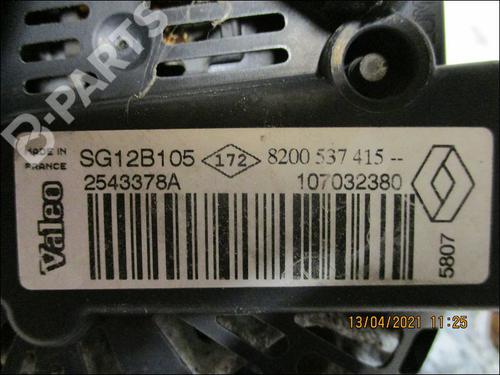 B-PARTS
MADE IN
FRANCE
SG12B105
172
8200 537 415 --
2543378A
107032380
Valeo
5807
13/04/2021 11:25